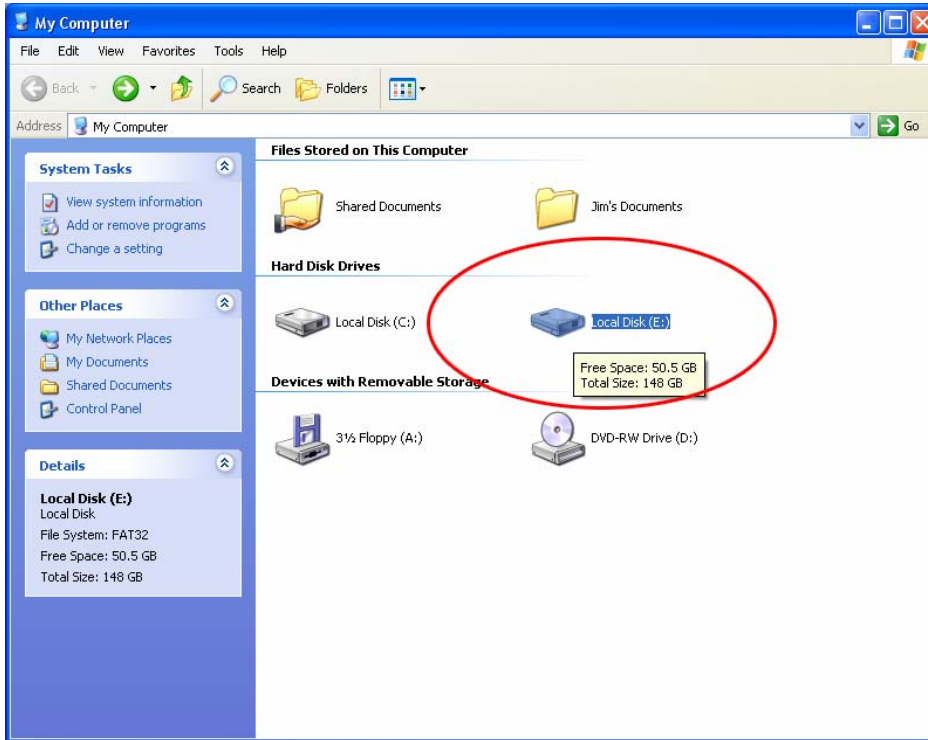 My Computer
File Edit View Favorites Tools Help
Back Search Folders
Address My Computer Go
System Tasks
View system information
Add or remove programs
Change a setting
Other Places
My Network Places
My Documents
Shared Documents
Control Panel
Details
Local Disk (E:)
Local Disk
File System: FAT32
Free Space: 50.5 GB
Total Size: 148 GB
Files Stored on This Computer
Shared Documents Jim's Documents
Hard Disk Drives
Local Disk (C:) Local Disk (E:)
Free Space: 50.5 GB
Total Size: 148 GB
Devices with Removable Storage
3½ Floppy (A:) DVD-RW Drive (D:)